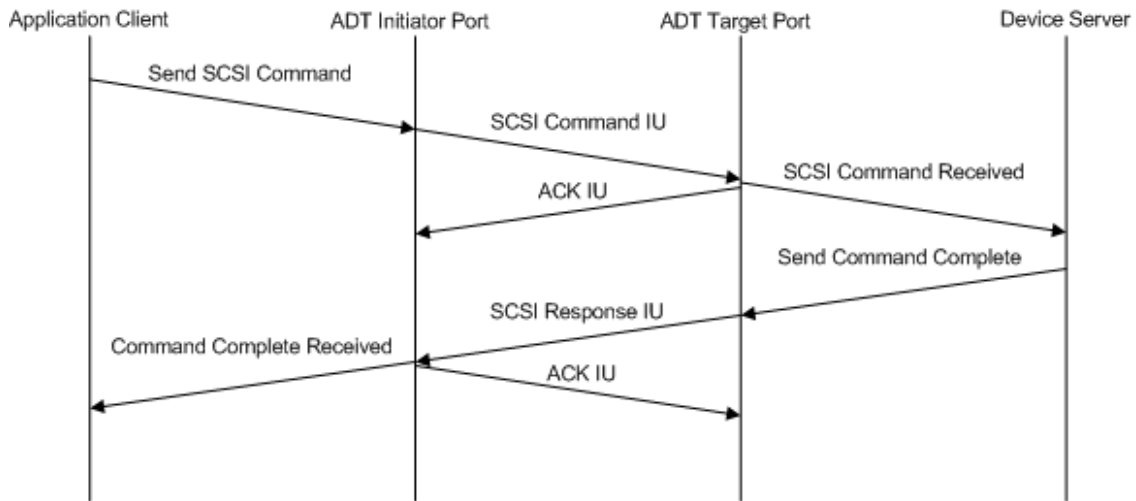 Application Client
ADT Initiator Port
ADT Target Port
Device Server
Send SCSI Command
SCSI Command IU
SCSI Command Received
ACK IU
Send Command Complete
SCSI Response IU
Command Complete Received
ACK IU